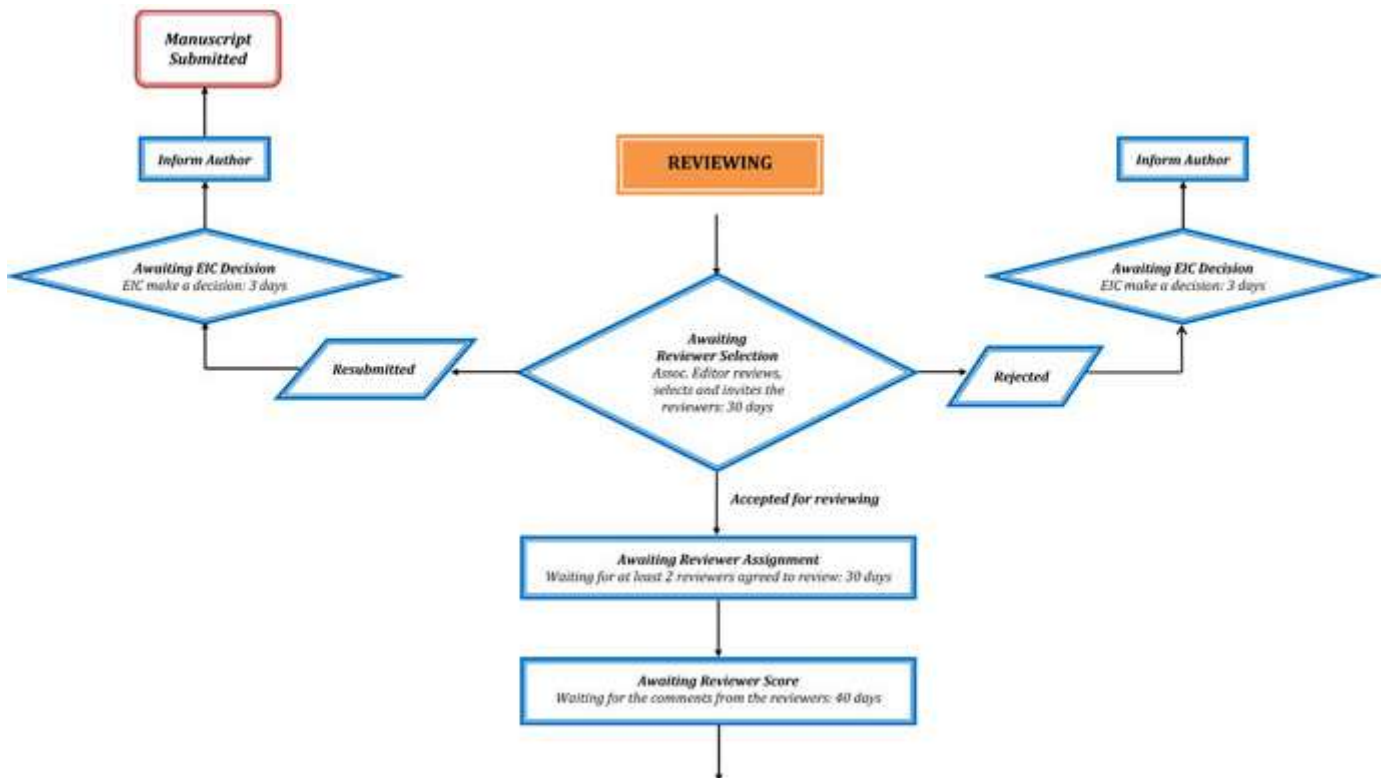 Manuscript
Submitted
Inform Author
REVIEWING
Inform Author
Awaiting EIC Decision
EIC make a decision: 3 days
Awaiting EIC Decision
EIC make a decision: 3 days
Awaiting
Reviewer Selection
Assoc. Editor reviews,
selects and invites the
reviewers: 30 days
Resubmitted
Rejected
Accepted for reviewing
Awaiting Reviewer Assignment
Waiting for at least 2 reviewers agreed to review: 30 days
Awaiting Reviewer Score
Waiting for the comments from the reviewers: 40 days